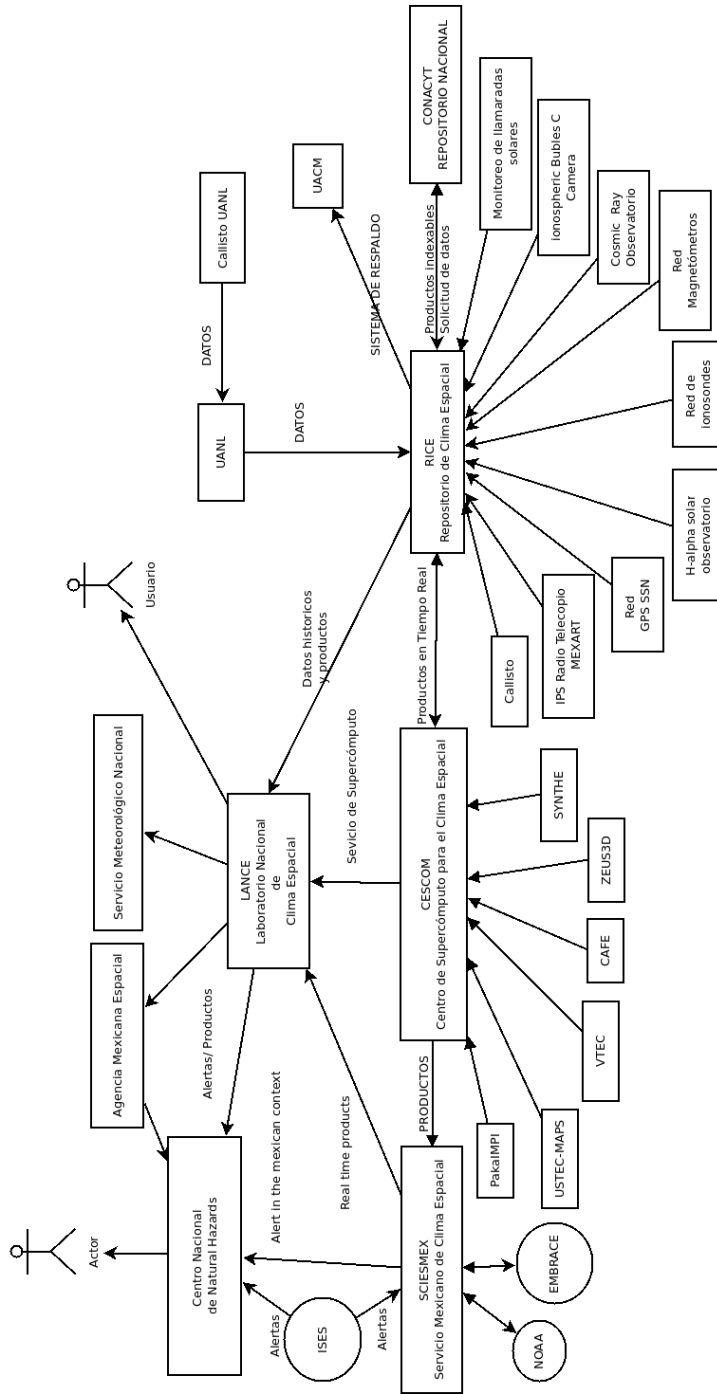 Actor
Usuario
Centro Nacional
de Natural Hazards
Agencia Mexicana Espacial
Servicio Meteorológico Nacional
UANL
DATOS
Callisto UANL
UACM
Alertas
ISES
Alertas
Alert in the mexican context
Real time products
Alertas/ Productos
LANCE
Laboratorio Nacional
de
Clima Espacial
Sevicio de Supercómputo
Datos historicos
y productos
DATOS
SISTEMA DE RESPALDO
SCIESMEX
Servicio Mexicano de Clima Espacial
PRODUCTOS
CESCOM
Centro de Supercómputo para el Clima Espacial
Productos en Tiempo Real
RICE
Repositorio de Clima Espacial
Productos indexables
Solicitud de datos
CONACYT
REPOSITORIO NACIONAL
NOAA
EMBRACE
PakalMPI
USTEC-MAPS
VTEC
CAFE
ZEUS3D
SYNTHE
Callisto
IPS Radio Telecopio
MEXART
Red
GPS SSN
H-alpha solar
observatorio
Red de
ionosondes
Red
Magnetómetros
Cosmic Ray
Observatorio
ionospheric Bubles C
Camera
Monitoreo de llamaradas
solares